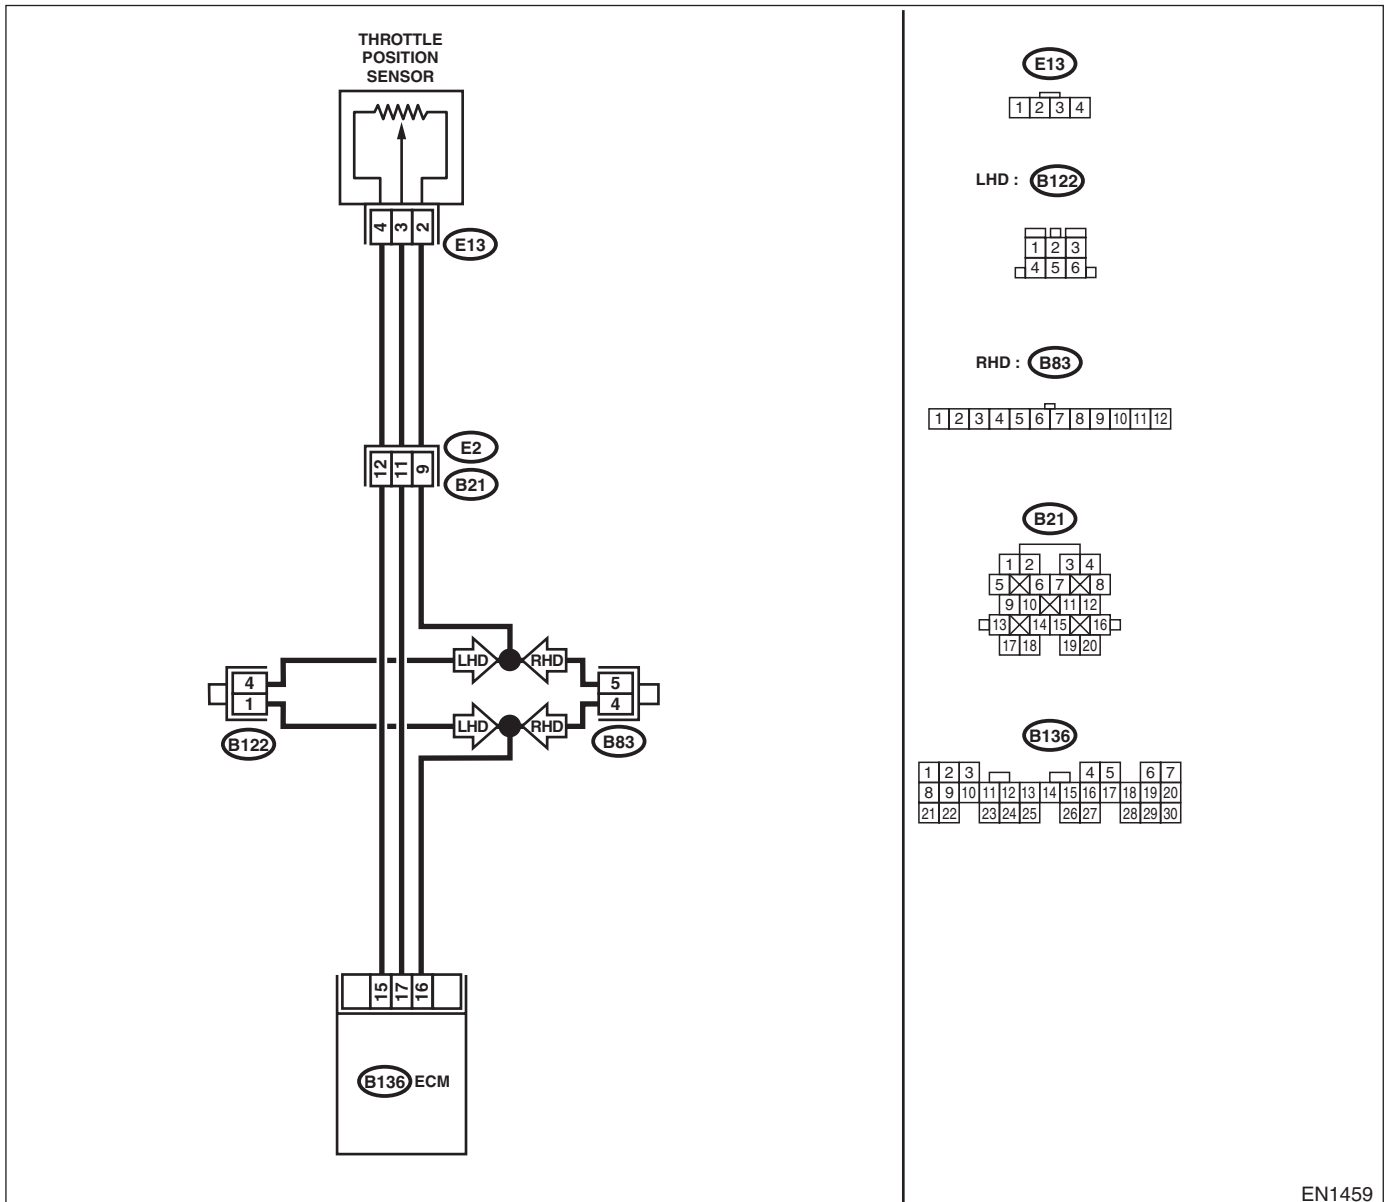 THROTTLE
POSITION
SENSOR
4 3 2
E13
E2
12 11 9
B21
LHD RHD
4
1
5
4
LHD RHD
B122
B83
15 17 16
B136 ECM
E13
1 2 3 4
LHD : B122
1 2 3
4 5 6
RHD : B83
1 2 3 4 5 6 7 8 9 10 11 12
B21
1 2 3 4
5 6 7 8
9 10 11 12
13 14 15 16
17 18 19 20
B136
1 2 3 4 5 6 7
8 9 10 11 12 13 14 15 16 17 18 19 20
21 22 23 24 25 26 27 28 29 30
EN1459